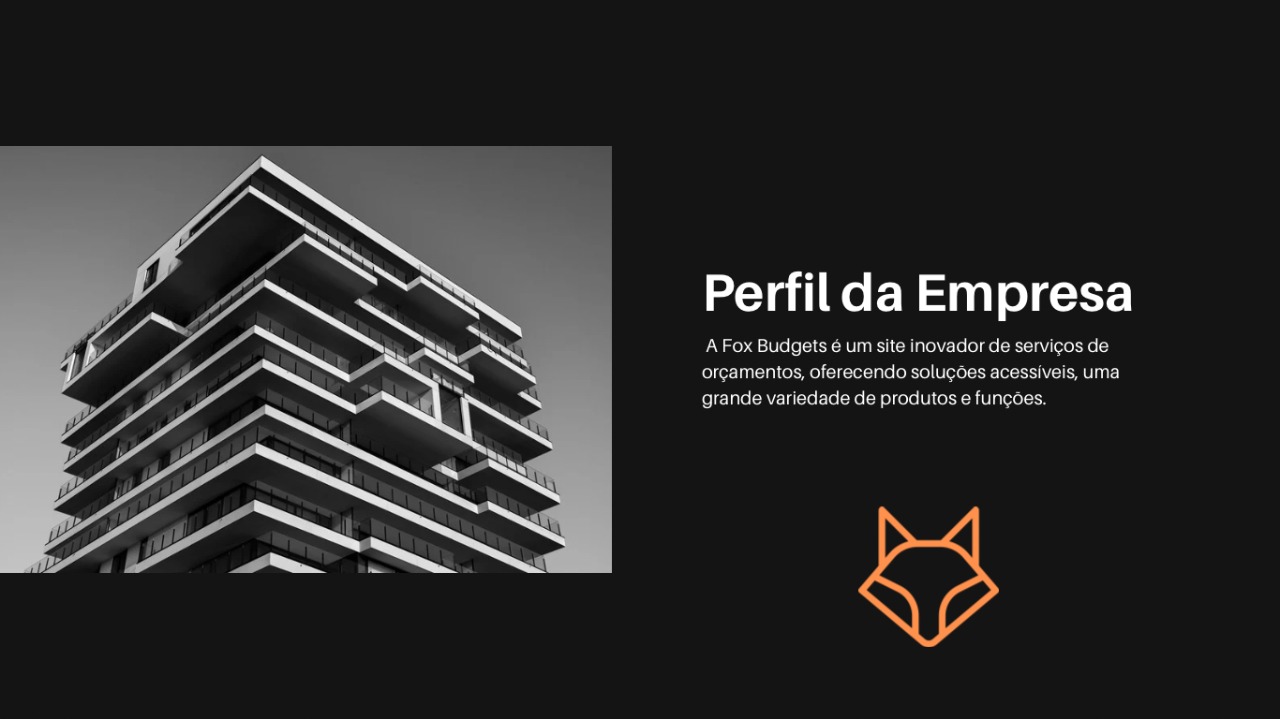 Perfil da Empresa
A Fox Budgets é um site inovador de serviços de
orçamentos, oferecendo soluções acessíveis, uma
grande variedade de produtos e funções.